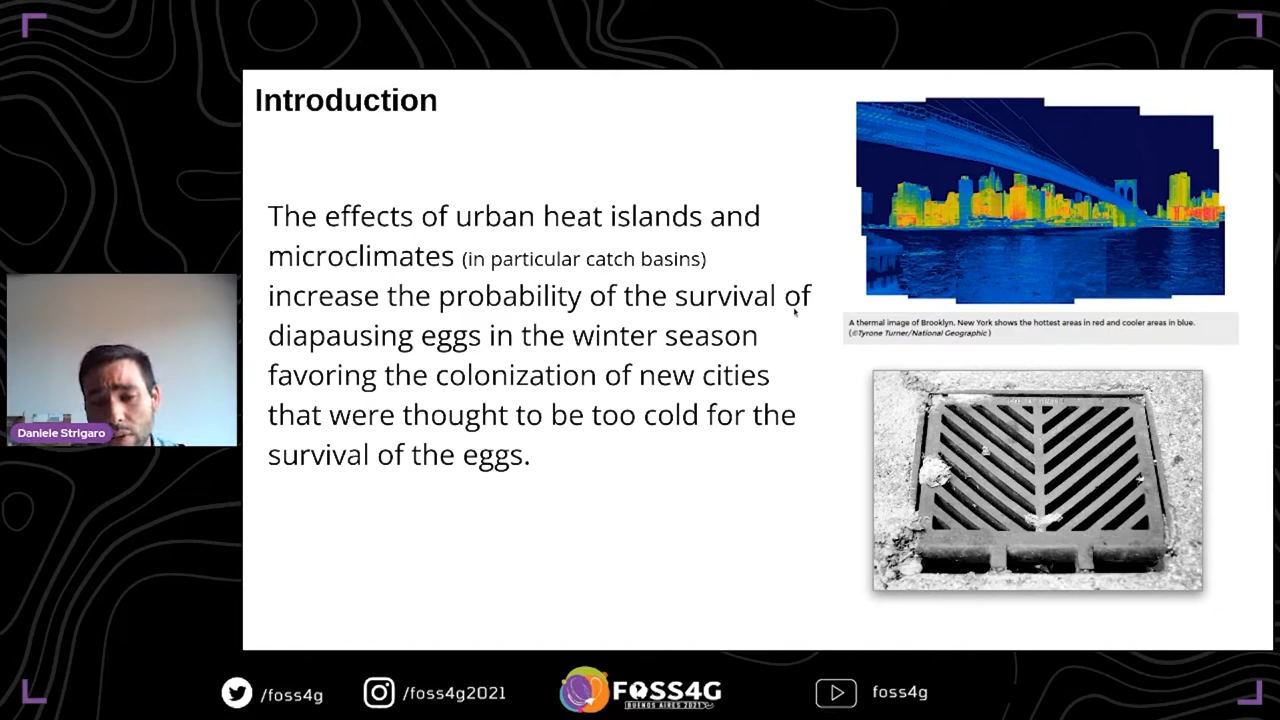 Introduction
The effects of urban heat islands and
microclimates (in particular catch basins)
increase the probability of the survival of
diapausing eggs in the winter season
favoring the colonization of new cities
that were thought to be too cold for the
survival of the eggs.
A thermal image of Brooklyn, New York shows the hottest areas in red and cooler areas in blue.
(©Tyrone Turner/National Geographic )
Daniele Strigaro
/foss4g
/foss4g2021
FOSS4G
BUENOS AIRES 2021
foss4g